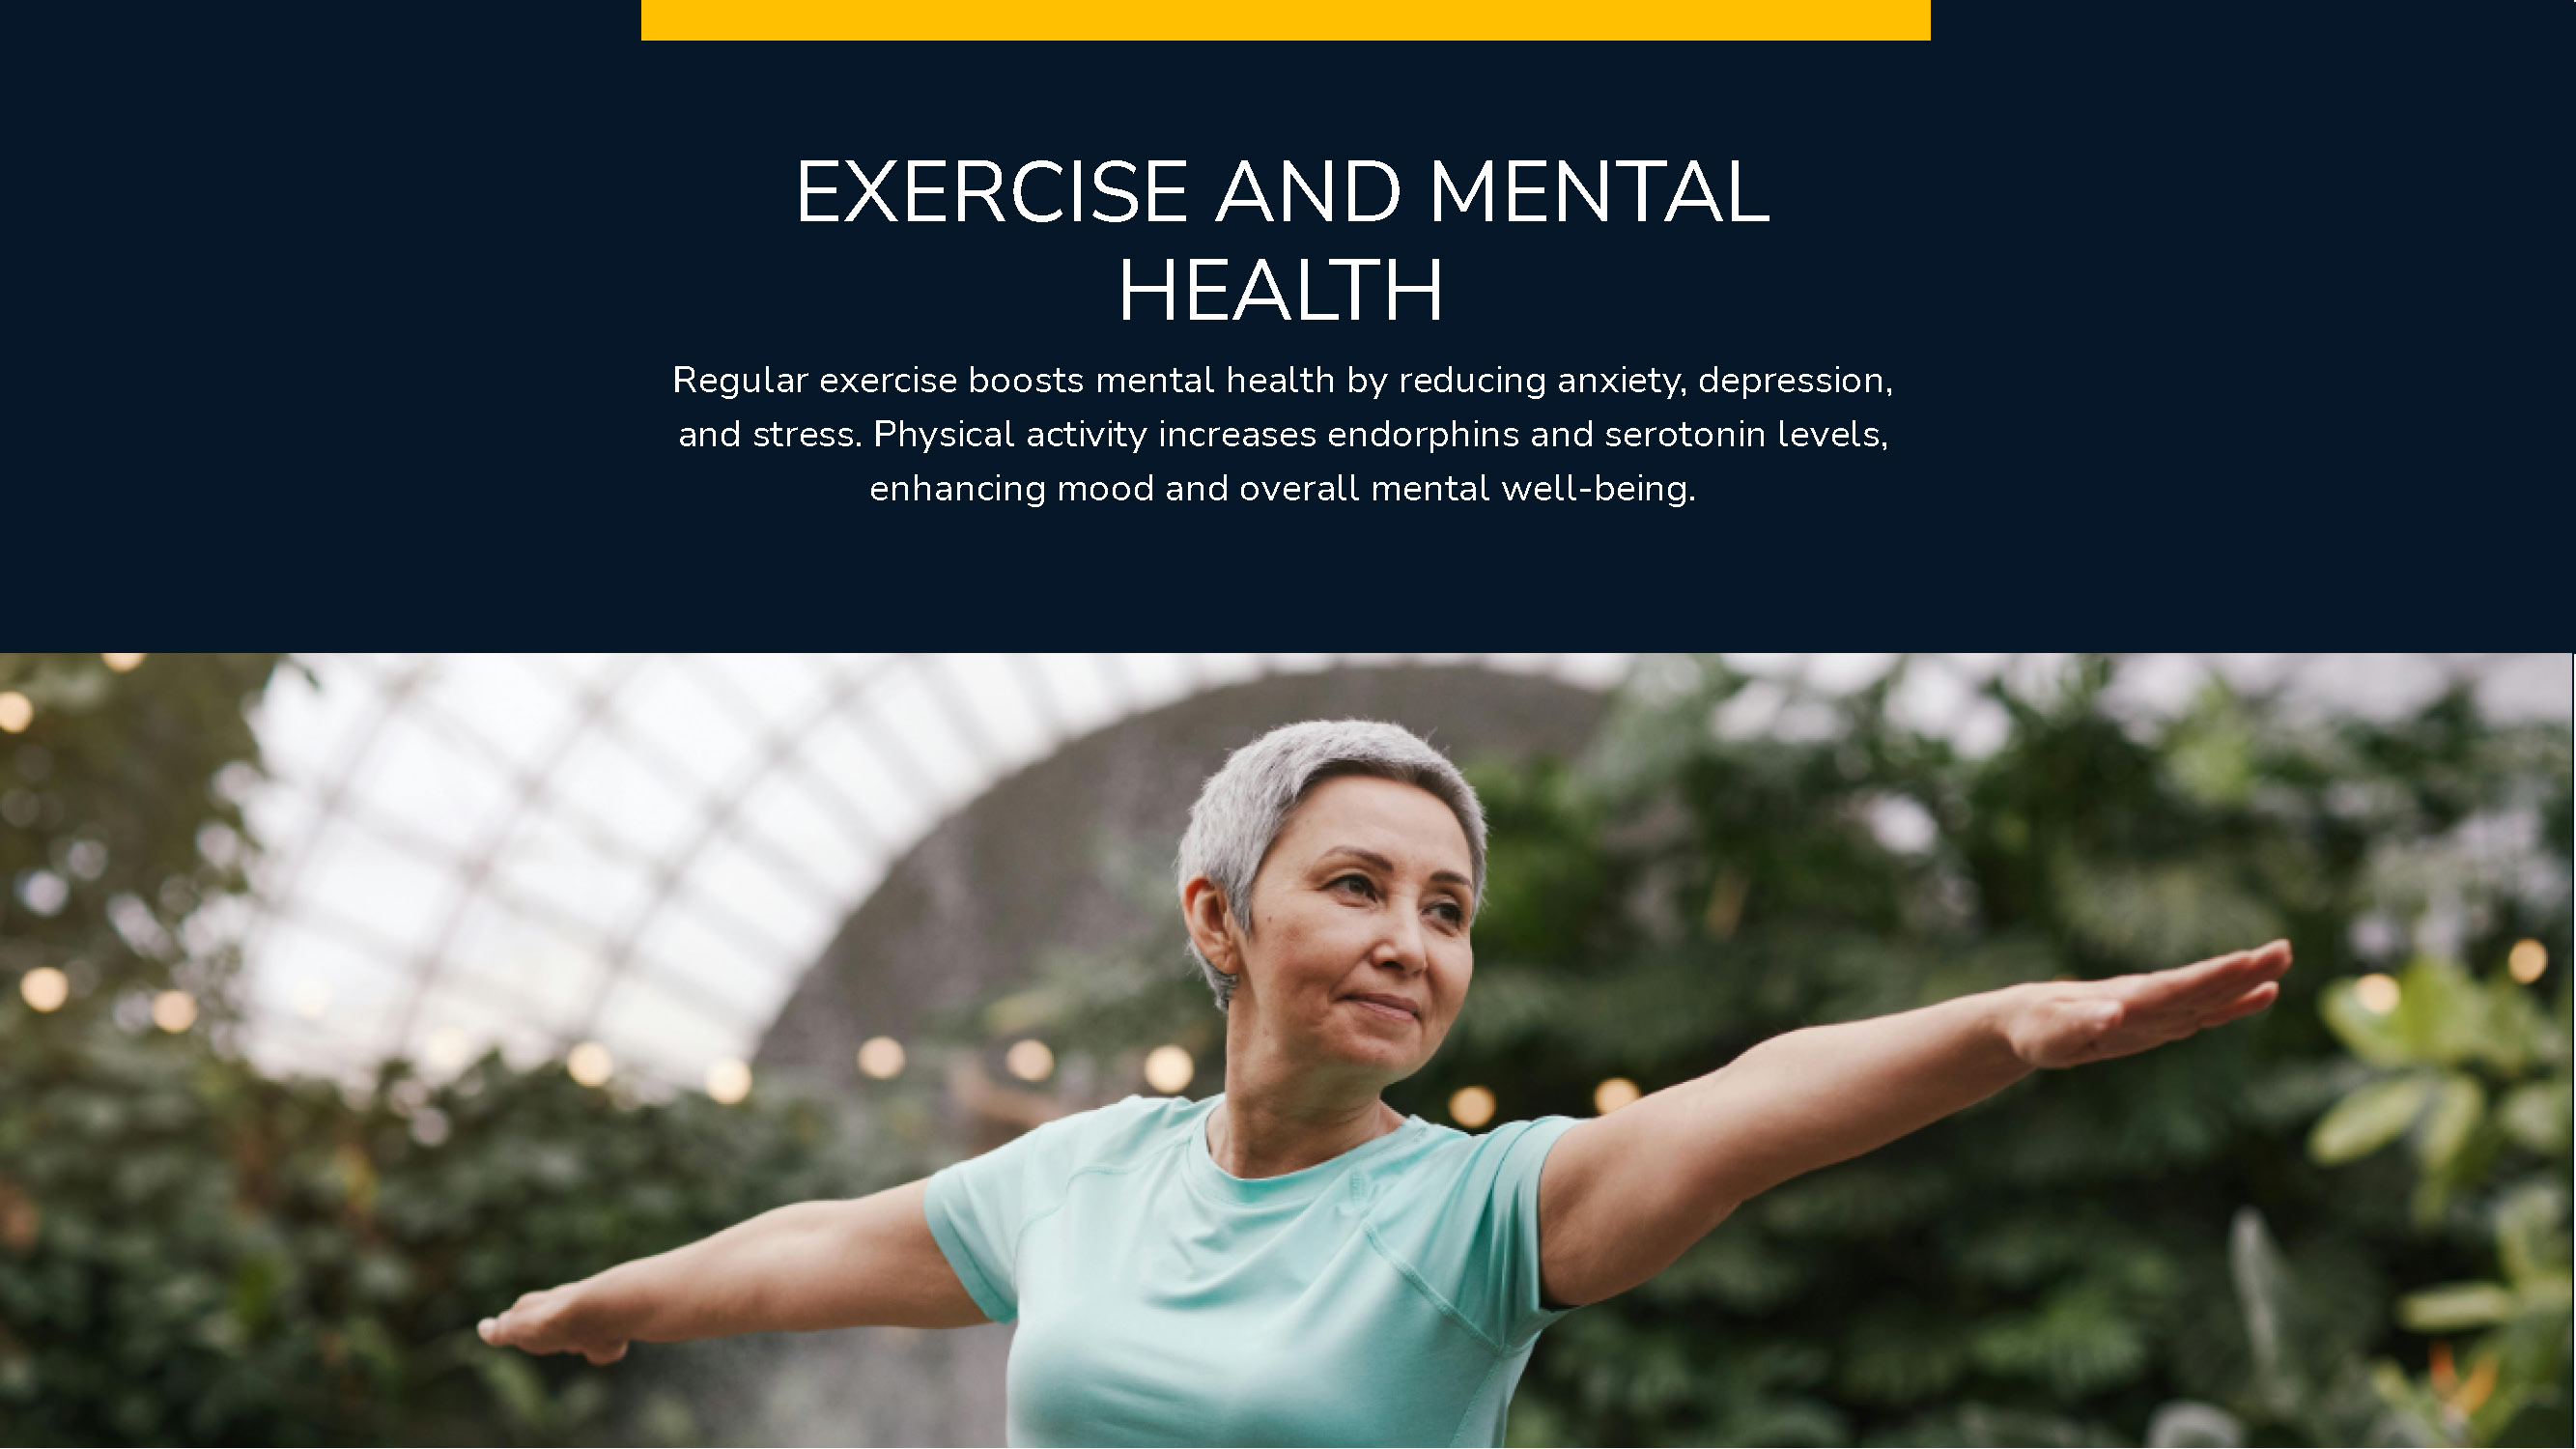 EXERCISE AND MENTAL
HEALTH
Regular exercise boosts mental health by reducing anxiety, depression,
and stress. Physical activity increases endorphins and serotonin levels,
enhancing mood and overall mental well-being.